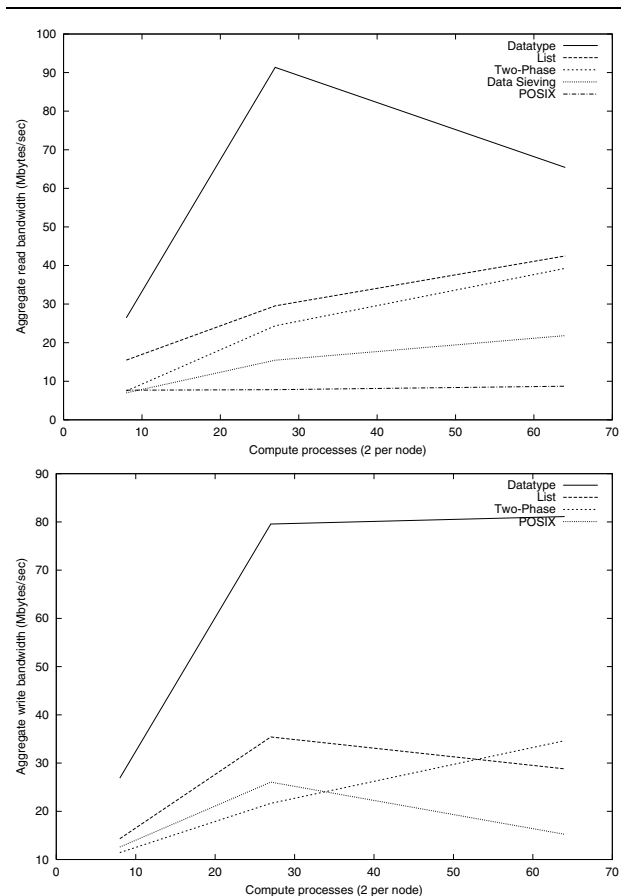 100
90
80
70
60
50
40
30
20
10
0
Aggregate read bandwidth (Mbytes/sec)
Datatype
List
Two-Phase
Data Sieving
POSIX
0 10 20 30 40 50 60 70
Compute processes (2 per node)
90
80
70
60
50
40
30
20
10
Aggregate write bandwidth (Mbytes/sec)
Datatype
List
Two-Phase
POSIX
0 10 20 30 40 50 60 70
Compute processes (2 per node)